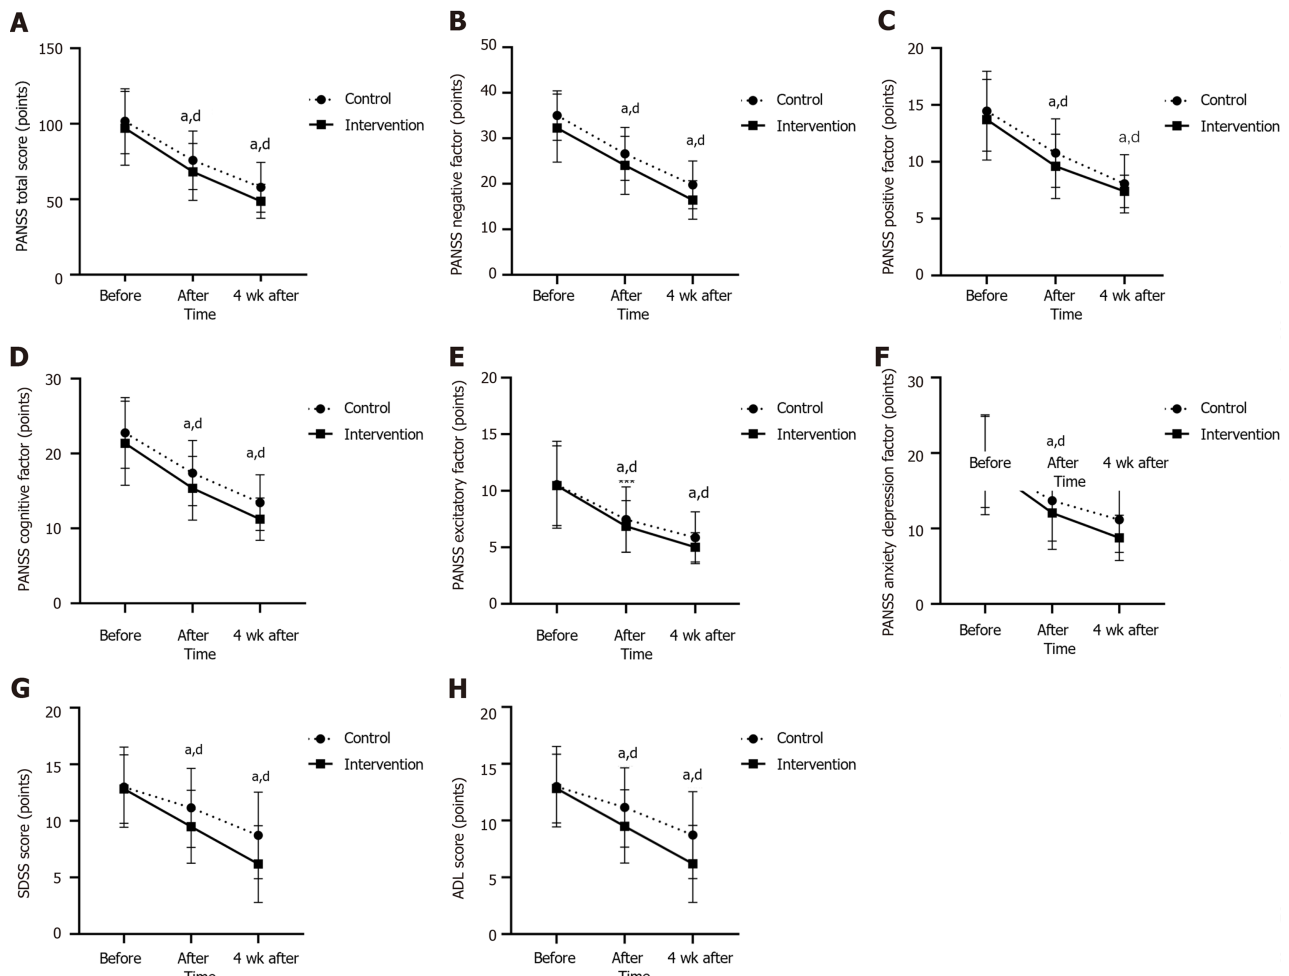 A
PANSS total score (points)
150
100
50
0
a,d
a,d
Control
Intervention
Before After 4 wk after
Time
B
PANSS negative factor (points)
50
40
30
20
10
0
a,d
a,d
Control
Intervention
Before After 4 wk after
Time
C
PANSS positive factor (points)
20
15
10
5
0
a,d
a,d
Control
Intervention
Before After 4 wk after
Time
D
PANSS cognitive factor (points)
30
20
10
0
a,d
a,d
Control
Intervention
Before After 4 wk after
Time
E
PANSS excitatory factor (points)
20
15
10
5
0
a,d
***
a,d
Control
Intervention
Before After 4 wk after
Time
F
PANSS anxiety depression factor (points)
30
20
10
0
a,d
Control
Intervention
Before After 4 wk after
Time
Before After 4 wk after
Time
G
SDSS score (points)
20
15
10
5
0
a,d
a,d
Control
Intervention
Before After 4 wk after
Time
H
ADL score (points)
20
15
10
5
0
a,d
a,d
Control
Intervention
Before After 4 wk after
Time